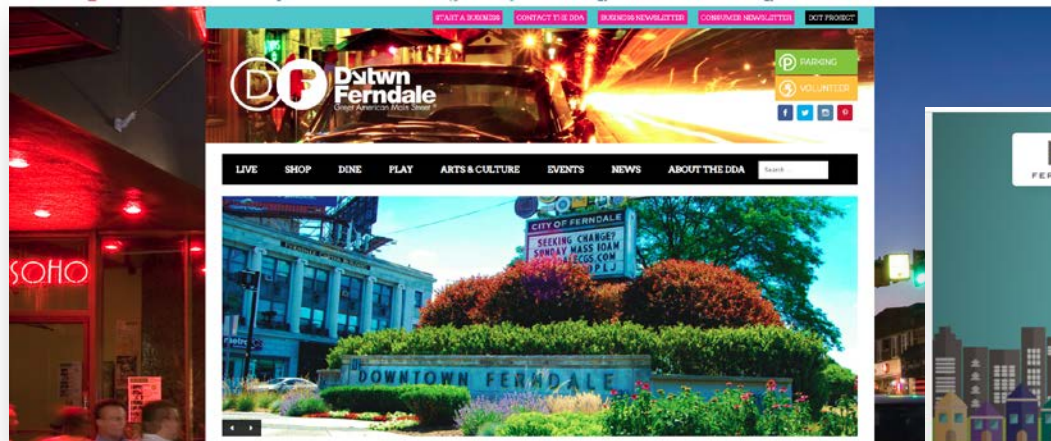 START A BUSINESS
CONTACT THE DDA
BUSINESS NEWSLETTER
CONSUMER NEWSLETTER
DOT PROJECT
DF
Dwtwn
Ferndale
Great American Main Street
PARKING
VOLUNTEER
LIVE
SHOP
DINE
PLAY
ARTS & CULTURE
EVENTS
NEWS
ABOUT THE DDA
Search
SOHO
CITY OF FERNDALE
SEEKING CHANGE?
SUNDAY MASS 10AM
DOWNTOWN FERNDALE